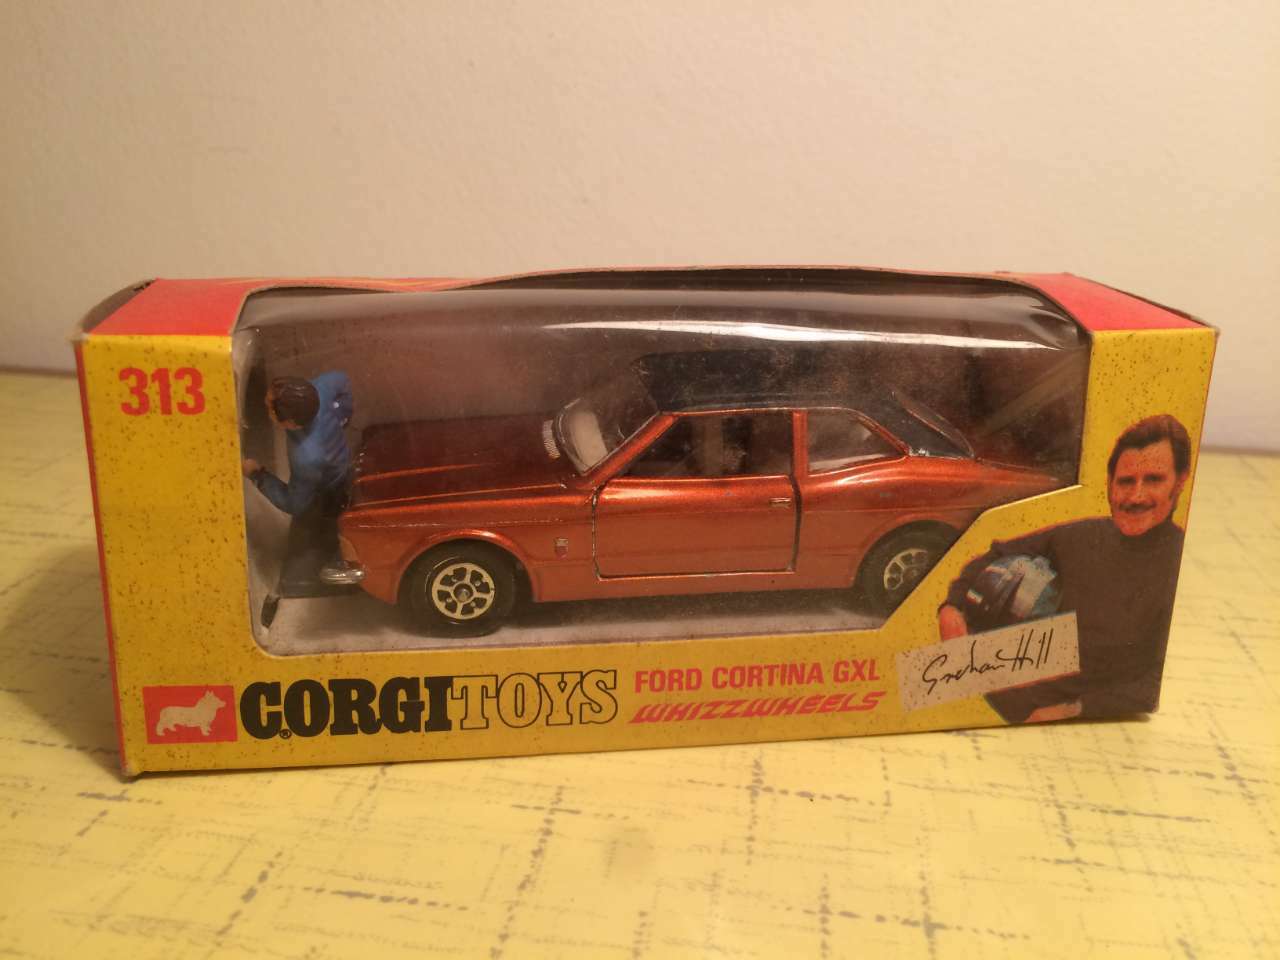 313
CORGI TOYS
FORD CORTINA GXL
WHIZZWHEELS
Graham Hill